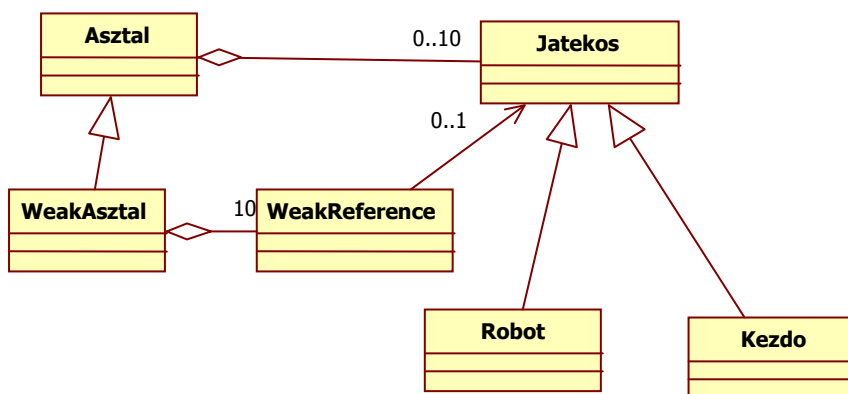 Asztal
0..10
Jatekos
0..1
WeakAsztal
10
WeakReference
Robot
Kezdo